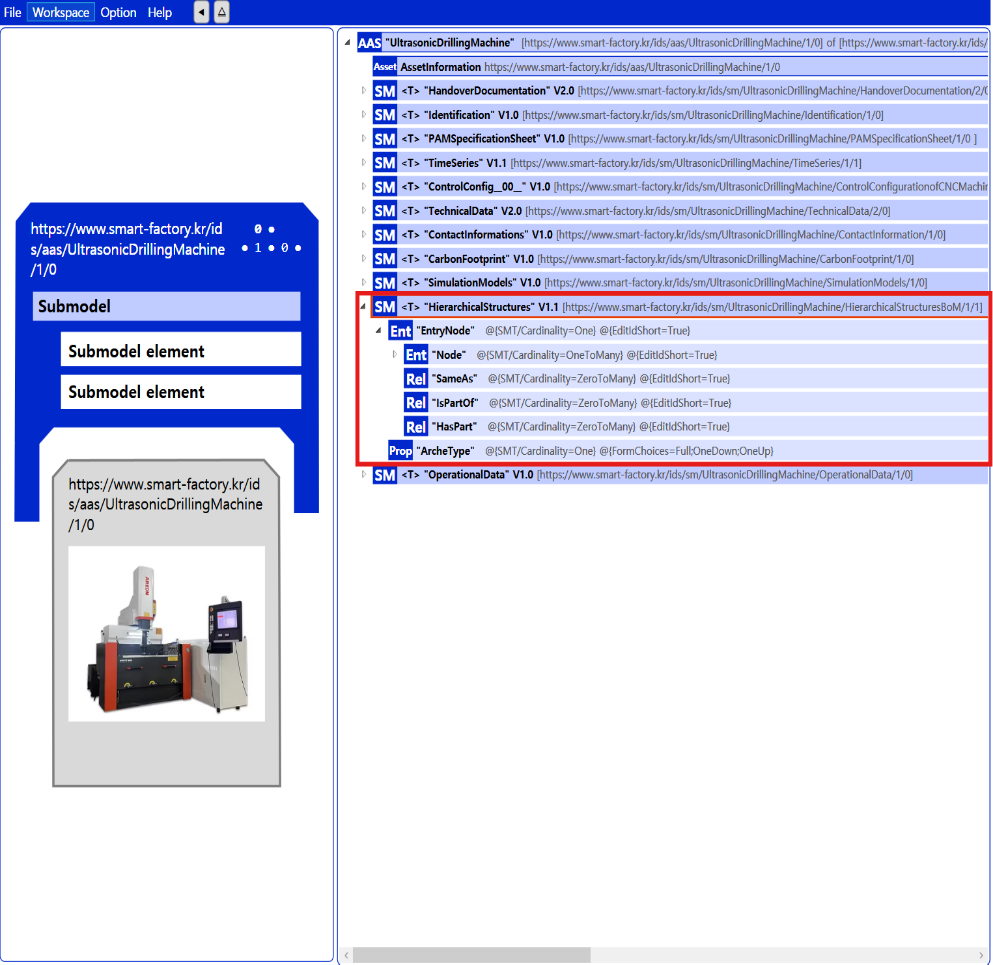 File Workspace Option Help
https://www.smart-factory.kr/id
s/aas/UltrasonicDrillingMachine
/1/0
0
1 0
Submodel
Submodel element
Submodel element
https://www.smart-factory.kr/id
s/aas/UltrasonicDrillingMachine
/1/0
AAS "UltrasonicDrillingMachine" [https://www.smart-factory.kr/ids/aas/UltrasonicDrillingMachine/1/0] of [https://www.smart-factory.kr/ids/
Asset AssetInformation https://www.smart-factory.kr/ids/aas/UltrasonicDrillingMachine/1/0
SM <T> "HandoverDocumentation" V2.0 [https://www.smart-factory.kr/ids/sm/UltrasonicDrillingMachine/HandoverDocumentation/2/0
SM <T> "Identification" V1.0 [https://www.smart-factory.kr/ids/sm/UltrasonicDrillingMachine/Identification/1/0]
SM <T> "PAMSpecificationSheet" V1.0 [https://www.smart-factory.kr/ids/sm/UltrasonicDrillingMachine/PAMSpecificationSheet/1/0 ]
SM <T> "TimeSeries" V1.1 [https://www.smart-factory.kr/ids/sm/UltrasonicDrillingMachine/TimeSeries/1/1]
SM <T> "ControlConfig__00__" V1.0 [https://www.smart-factory.kr/ids/sm/UltrasonicDrillingMachine/ControlConfigurationofCNCMachin
SM <T> "TechnicalData" V2.0 [https://www.smart-factory.kr/ids/sm/UltrasonicDrillingMachine/TechnicalData/2/0]
SM <T> "ContactInformations" V1.0 [https://www.smart-factory.kr/ids/sm/UltrasonicDrillingMachine/ContactInformation/1/0]
SM <T> "CarbonFootprint" V1.0 [https://www.smart-factory.kr/ids/sm/UltrasonicDrillingMachine/CarbonFootprint/1/0]
SM <T> "SimulationModels" V1.0 [https://www.smart-factory.kr/ids/sm/UltrasonicDrillingMachine/SimulationModels/1/0]
SM <T> "HierarchicalStructures" V1.1 [https://www.smart-factory.kr/ids/sm/UltrasonicDrillingMachine/HierarchicalStructuresBoM/1/1]
Ent "EntryNode" @{SMT/Cardinality=One} @{EditIdShort=True}
Ent "Node" @{SMT/Cardinality=OneToMany} @{EditIdShort=True}
Rel "SameAs" @{SMT/Cardinality=ZeroToMany} @{EditIdShort=True}
Rel "IsPartOf" @{SMT/Cardinality=ZeroToMany} @{EditIdShort=True}
Rel "HasPart" @{SMT/Cardinality=ZeroToMany} @{EditIdShort=True}
Prop "ArcheType" @{SMT/Cardinality=One} @{FormChoices=Full;OneDown;OneUp}
SM <T> "OperationalData" V1.0 [https://www.smart-factory.kr/ids/sm/UltrasonicDrillingMachine/OperationalData/1/0]